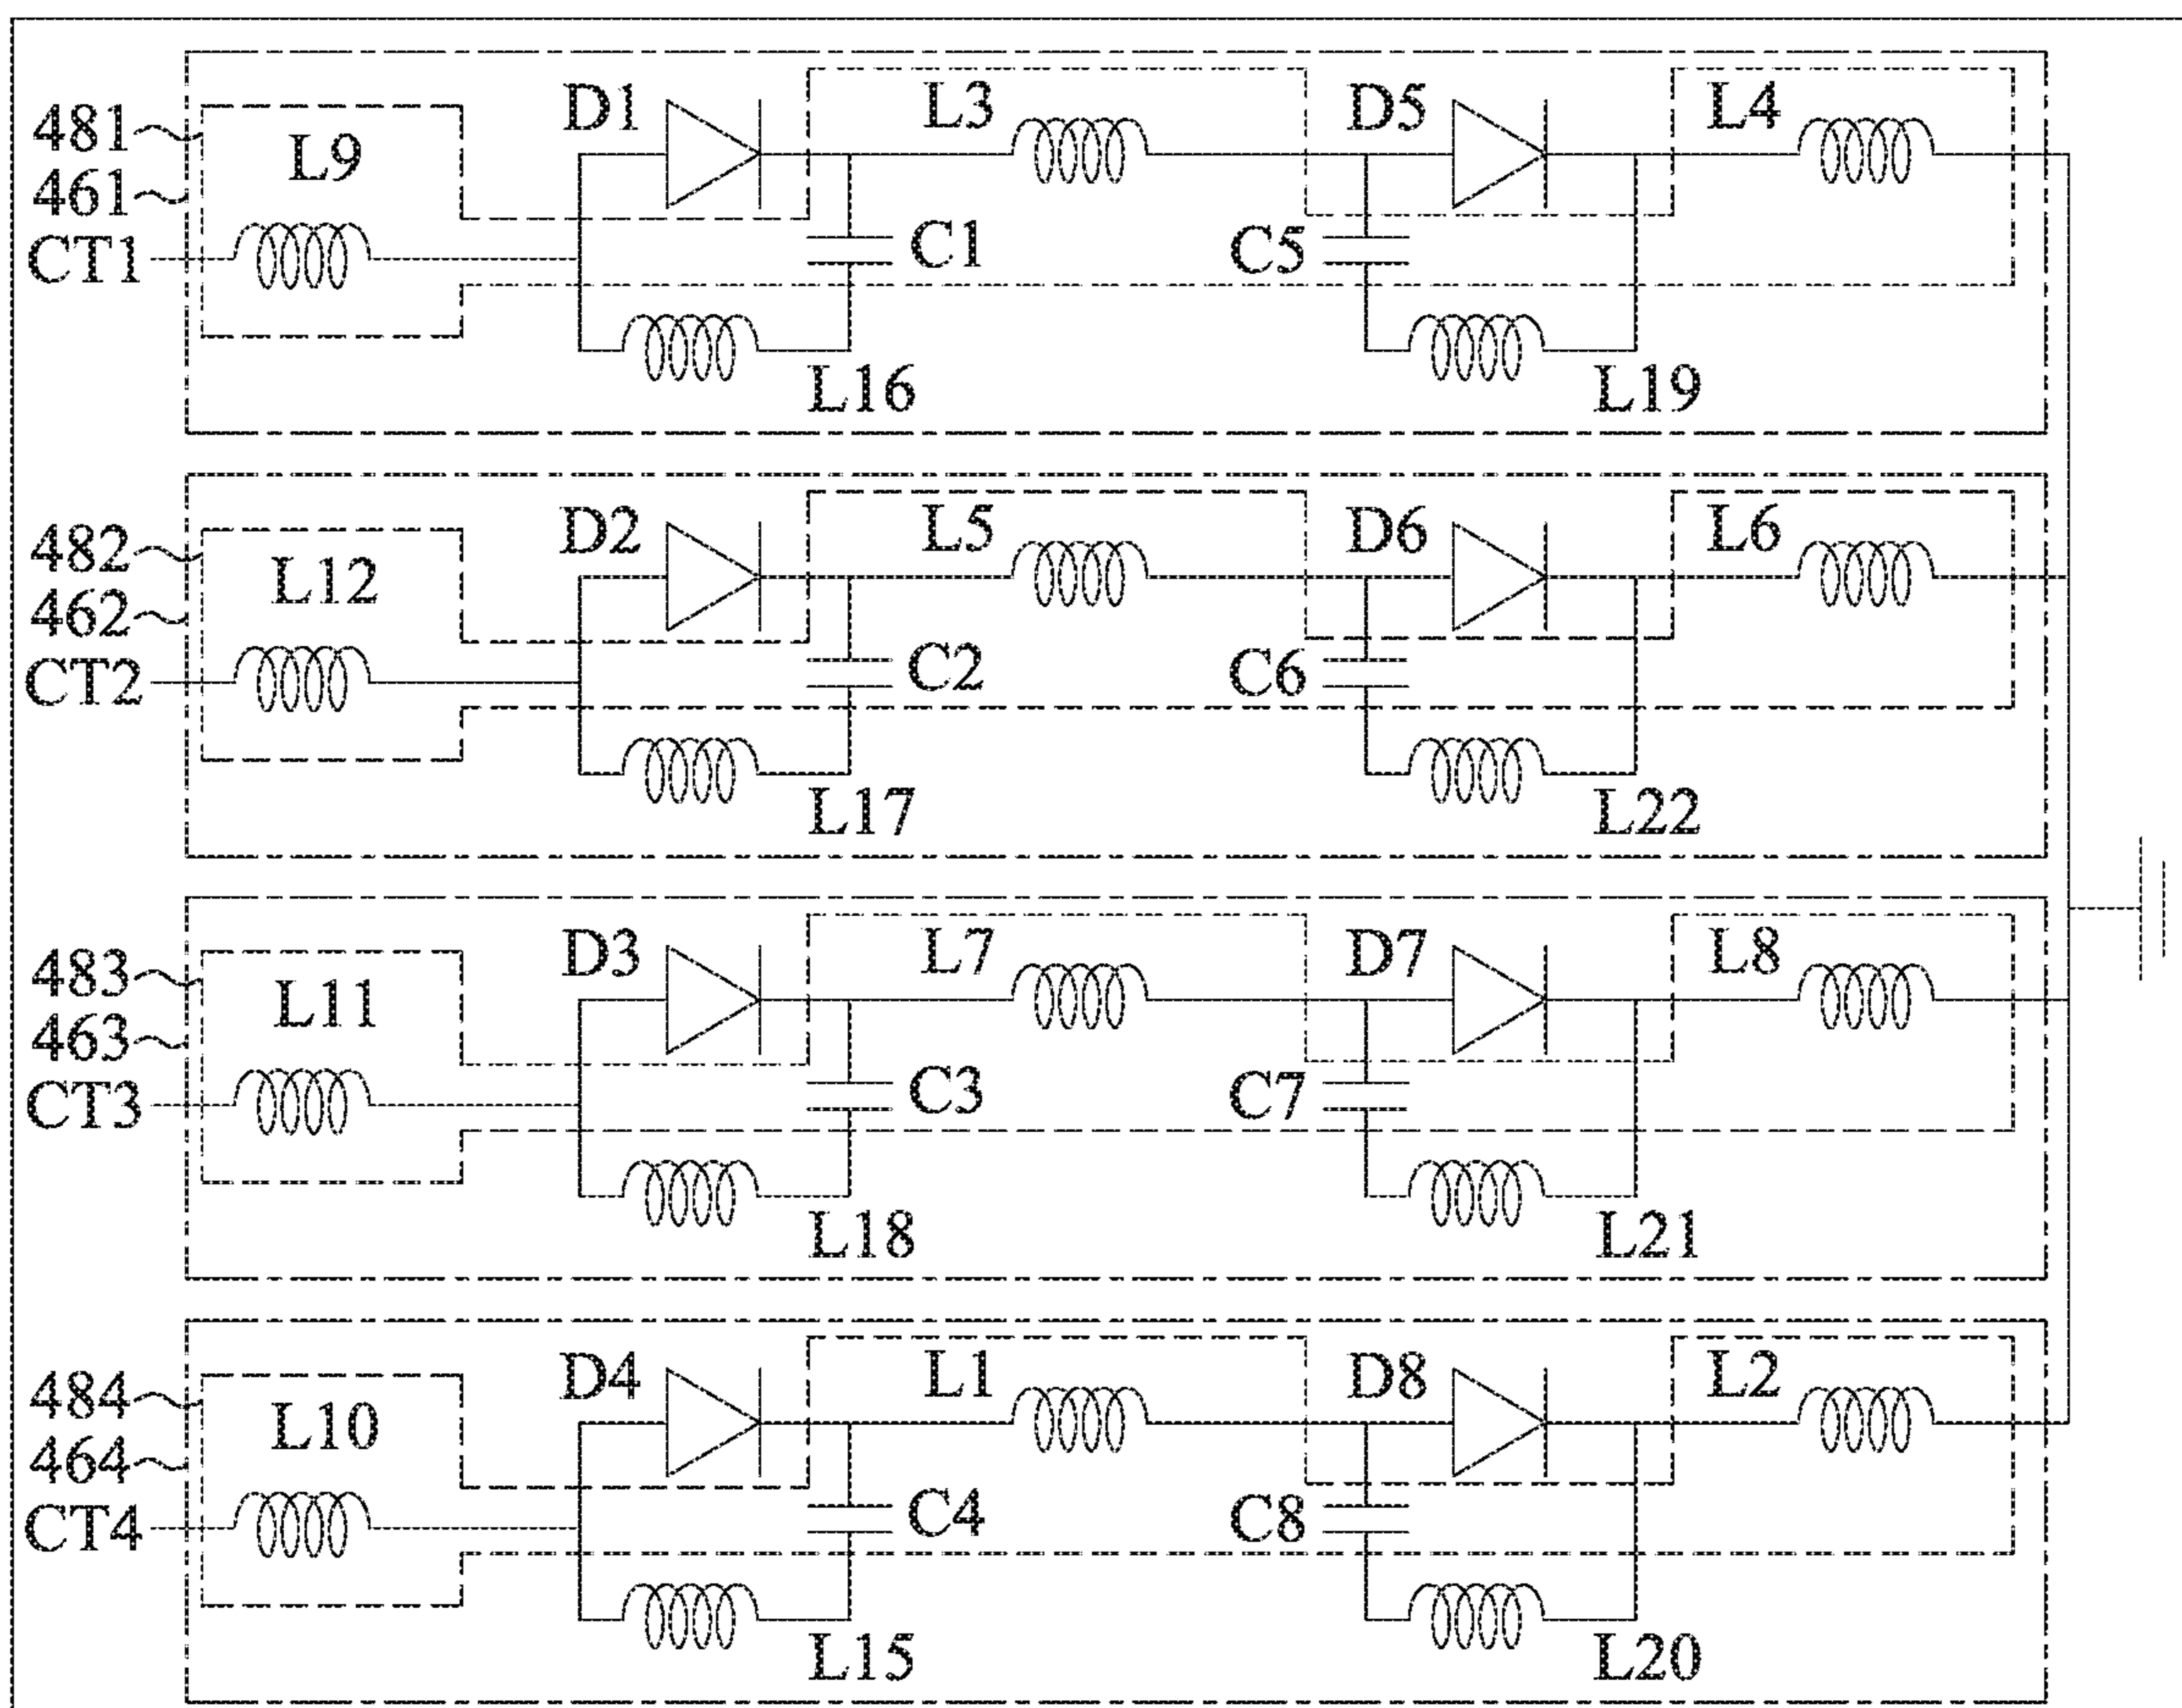 D1 L3 D5 L4
481
L9
461
CT1
C1 C5
L16 L19
D2 L5 D6 L6
482
L12
462
CT2
C2 C6
L17 L22
D3 L7 D7 L8
483
L11
463
CT3
C3 C7
L18 L21
D4 L1 D8 L2
484
L10
464
CT4
C4 C8
L15 L20